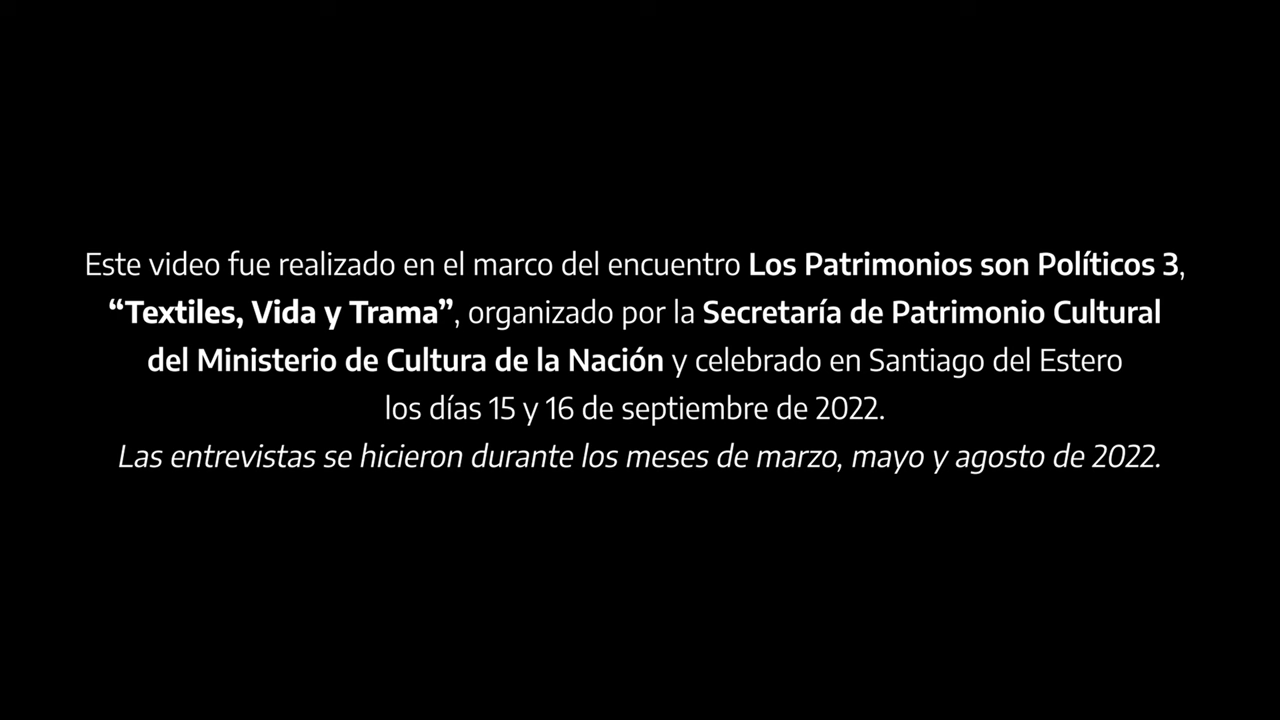 Este video fue realizado en el marco del encuentro Los Patrimonios son Políticos 3,
“Textiles, Vida y Trama”, organizado por la Secretaría de Patrimonio Cultural
del Ministerio de Cultura de la Nación y celebrado en Santiago del Estero
los días 15 y 16 de septiembre de 2022.
Las entrevistas se hicieron durante los meses de marzo, mayo y agosto de 2022.